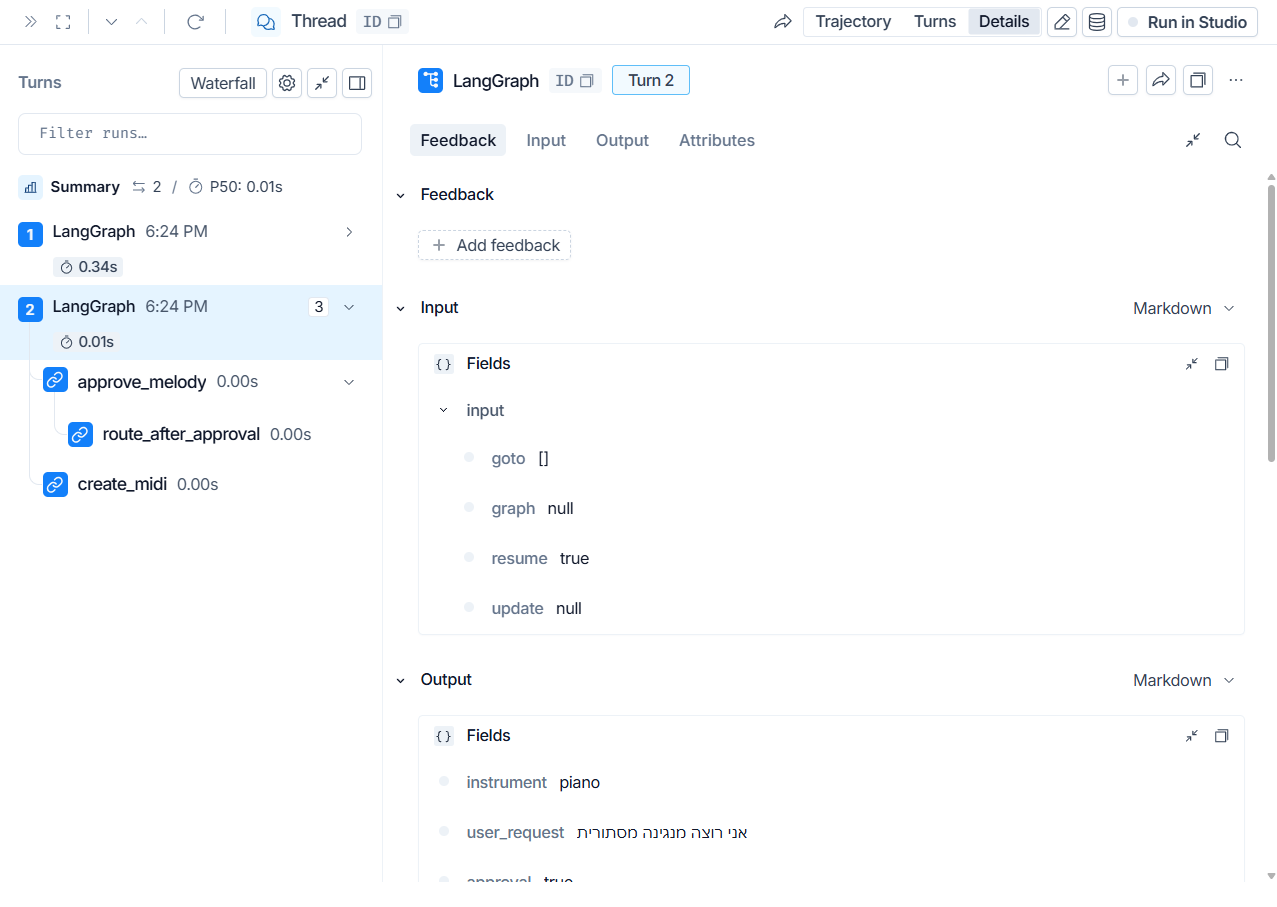 Thread ID
Trajectory Turns Details Run in Studio
Turns Waterfall
Filter runs…
Summary 2 / P50: 0.01s
1 LangGraph 6:24 PM
0.34s
2 LangGraph 6:24 PM 3
0.01s
approve_melody 0.00s
route_after_approval 0.00s
create_midi 0.00s
LangGraph ID Turn 2
Feedback Input Output Attributes
Feedback
Add feedback
Input Markdown
{} Fields
input
goto []
graph null
resume true
update null
Output Markdown
{} Fields
instrument piano
user_request אני רוצה מנגינה מסתורית
approval true